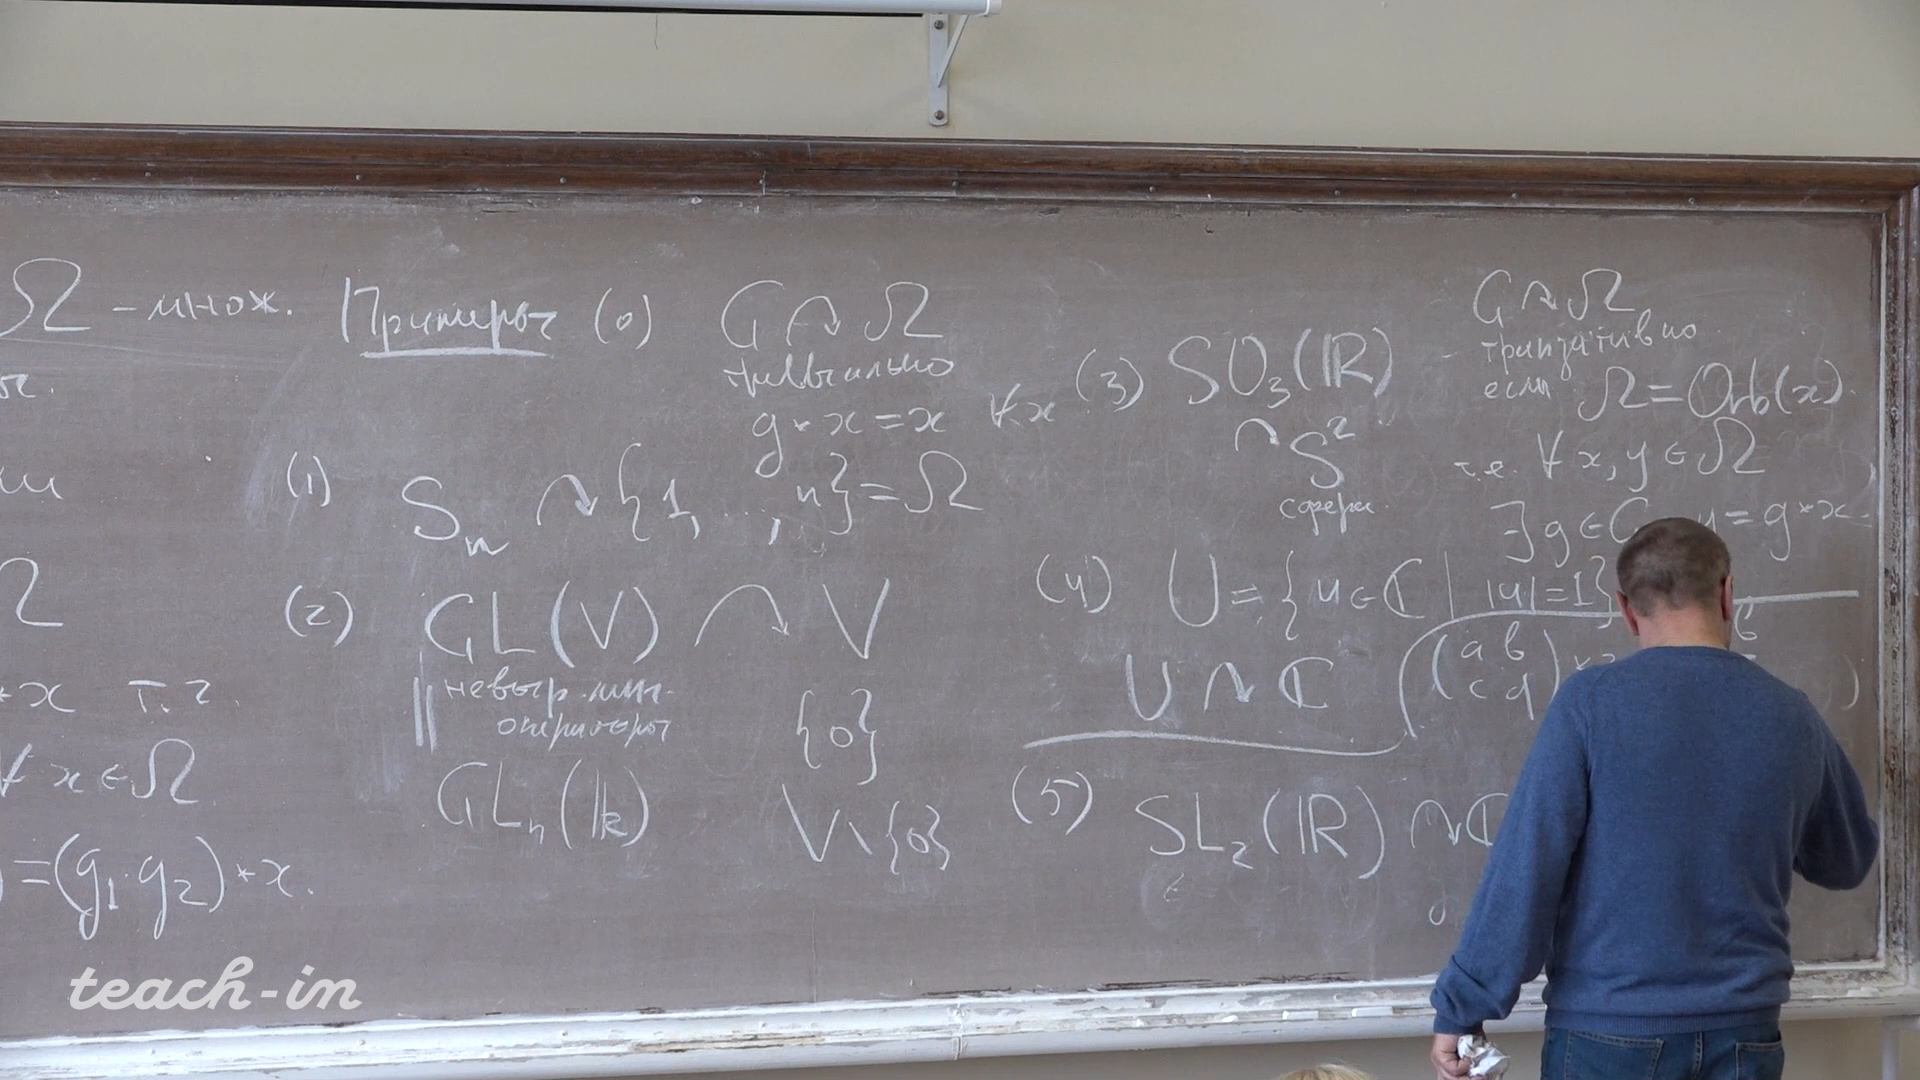 Ω – множ.
Примеры (0) G ↷ Ω
тривиально
g * x = x ∀x
(1) Sₙ ↷ {1, ..., n} = Ω
(2) GL(V) ↷ V
невыр. лин.
операторы
{0}
GLₙ(𝕜)
V \ {0}
Ω
* x т.ч.
∀ x ∈ Ω
= (g₁ · g₂) * x.
(3) SO₃(ℝ)
↷ S²
сфера
(4) U = {u ∈ ℂ | |u| = 1}
U ↷ ℂ
(5) SL₂(ℝ) ↷ ℂ
G ↷ Ω
транзитивно
если Ω = Orb(x).
т.е. ∀ x, y ∈ Ω
∃ g ∈ G y = g * x
(a b
c d) *
teach-in